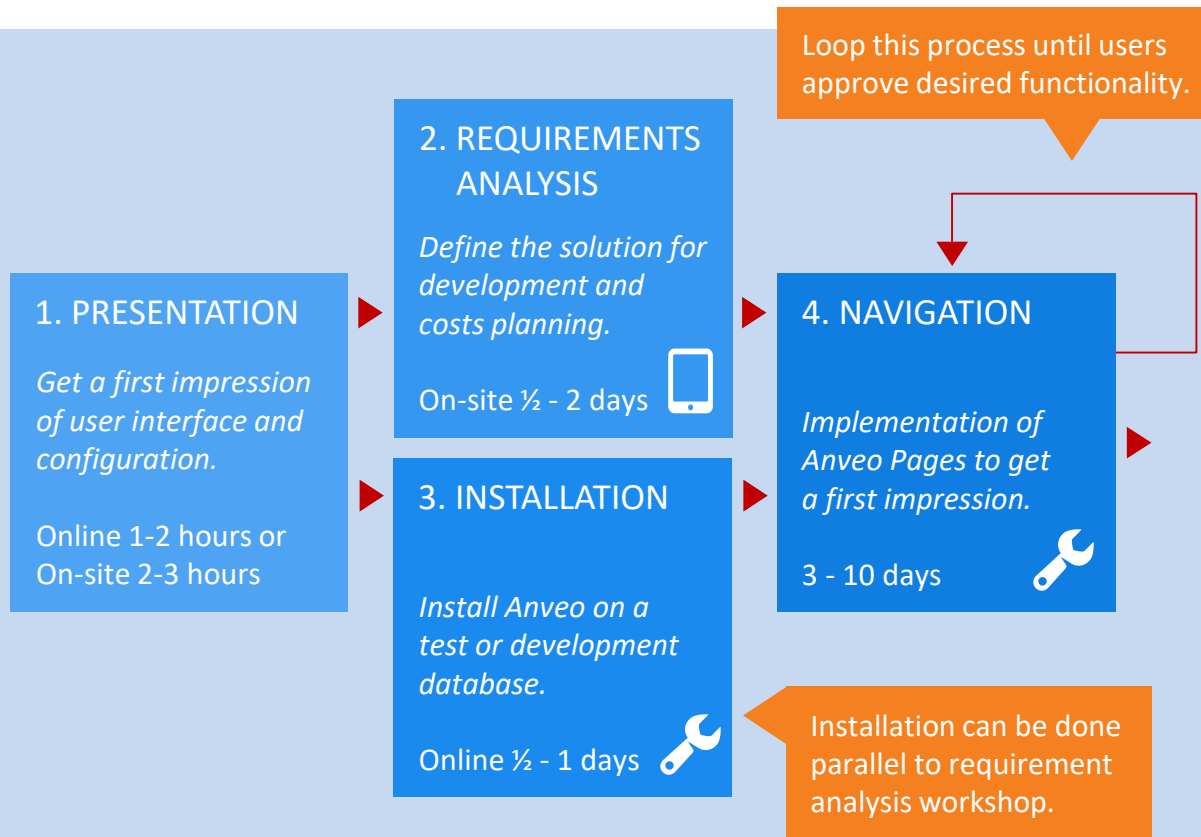 Loop this process until users
approve desired functionality.
1. PRESENTATION
Get a first impression
of user interface and
configuration.
Online 1-2 hours or
On-site 2-3 hours
2. REQUIREMENTS
ANALYSIS
Define the solution for
development and
costs planning.
On-site ½ - 2 days
3. INSTALLATION
Install Anveo on a
test or development
database.
Online ½ - 1 days
4. NAVIGATION
Implementation of
Anveo Pages to get
a first impression.
3 - 10 days
Installation can be done
parallel to requirement
analysis workshop.